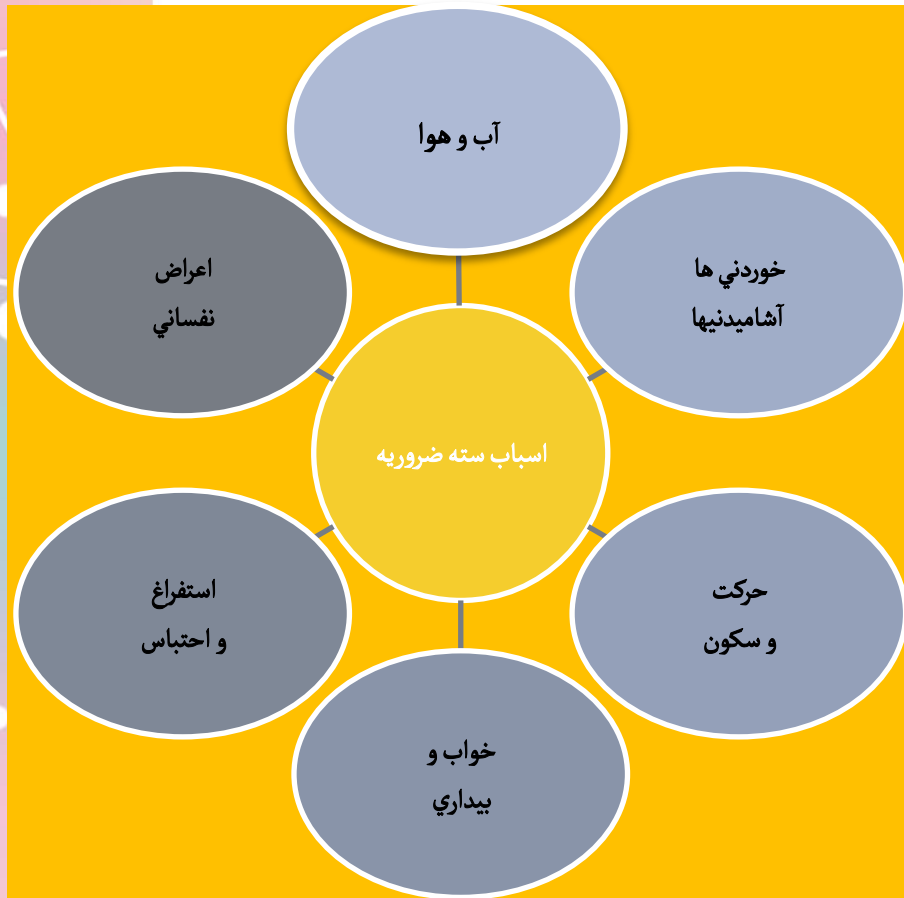 آب و هوا
خوردني ها
آشاميدنيها
حركت
و سكون
خواب و
بيداري
استفراغ
و احتباس
اعراض
نفساني
اسباب سته ضروريه